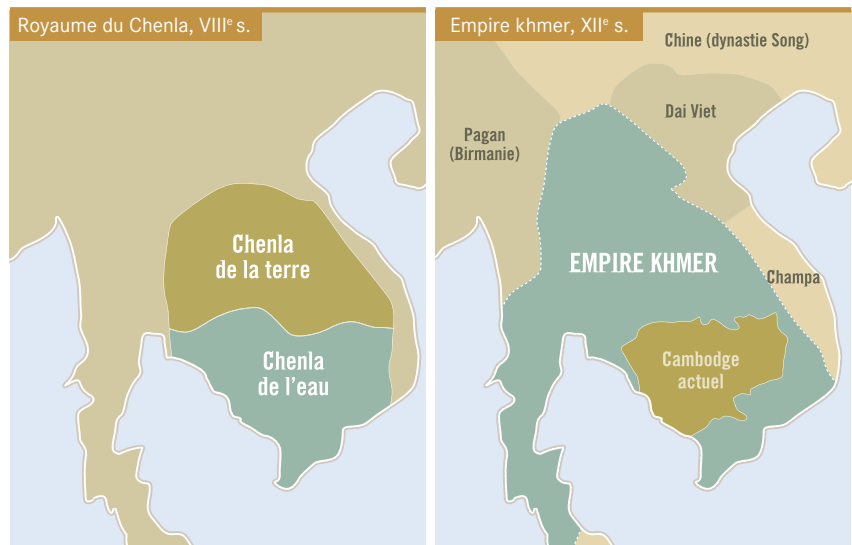 Royaume du Chenla, VIIIᵉ s.
Chenla
de la terre
Chenla
de l’eau
Empire khmer, XIIᵉ s.
Chine (dynastie Song)
Dai Viet
Pagan
(Birmanie)
EMPIRE KHMER
Champa
Cambodge
actuel